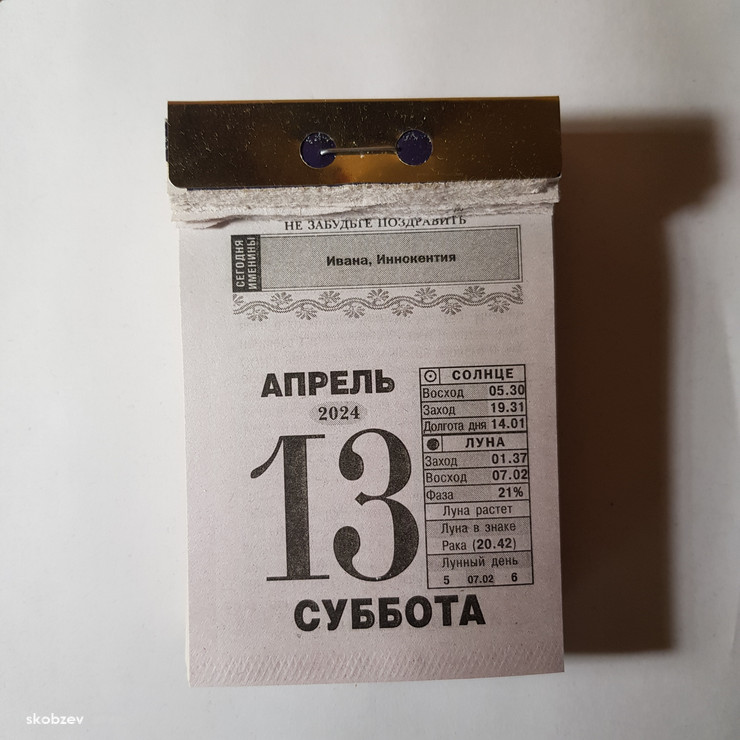 НЕ ЗАБУДЬТЕ ПОЗДРАВИТЬ
СЕГОДНЯ
ИМЕНИНЫ
Ивана, Иннокентия
АПРЕЛЬ
2024
13
СУББОТА
СОЛНЦЕ
Восход 05.30
Заход 19.31
Долгота дня 14.01
ЛУНА
Заход 01.37
Восход 07.02
Фаза 21%
Луна растет
Луна в знаке
Рака (20.42)
Лунный день
5 07.02 6
skobzev